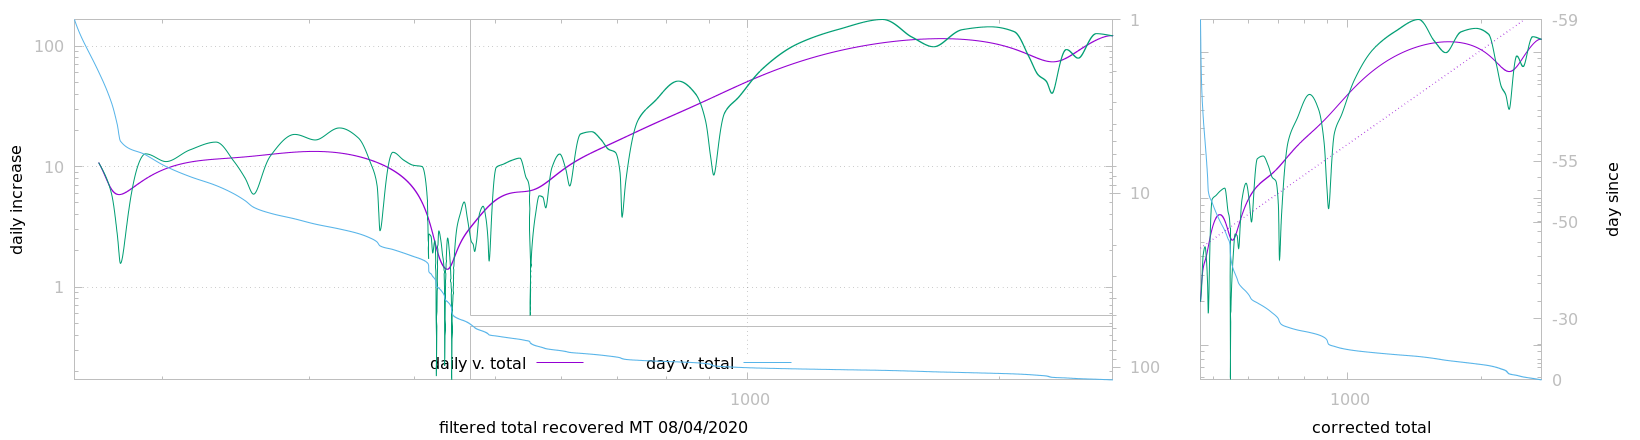 100
10
1
daily increase
1
10
100
daily v. total
day v. total
1000
filtered total recovered MT 08/04/2020
-59
-55
-50
-30
0
day since
1000
corrected total